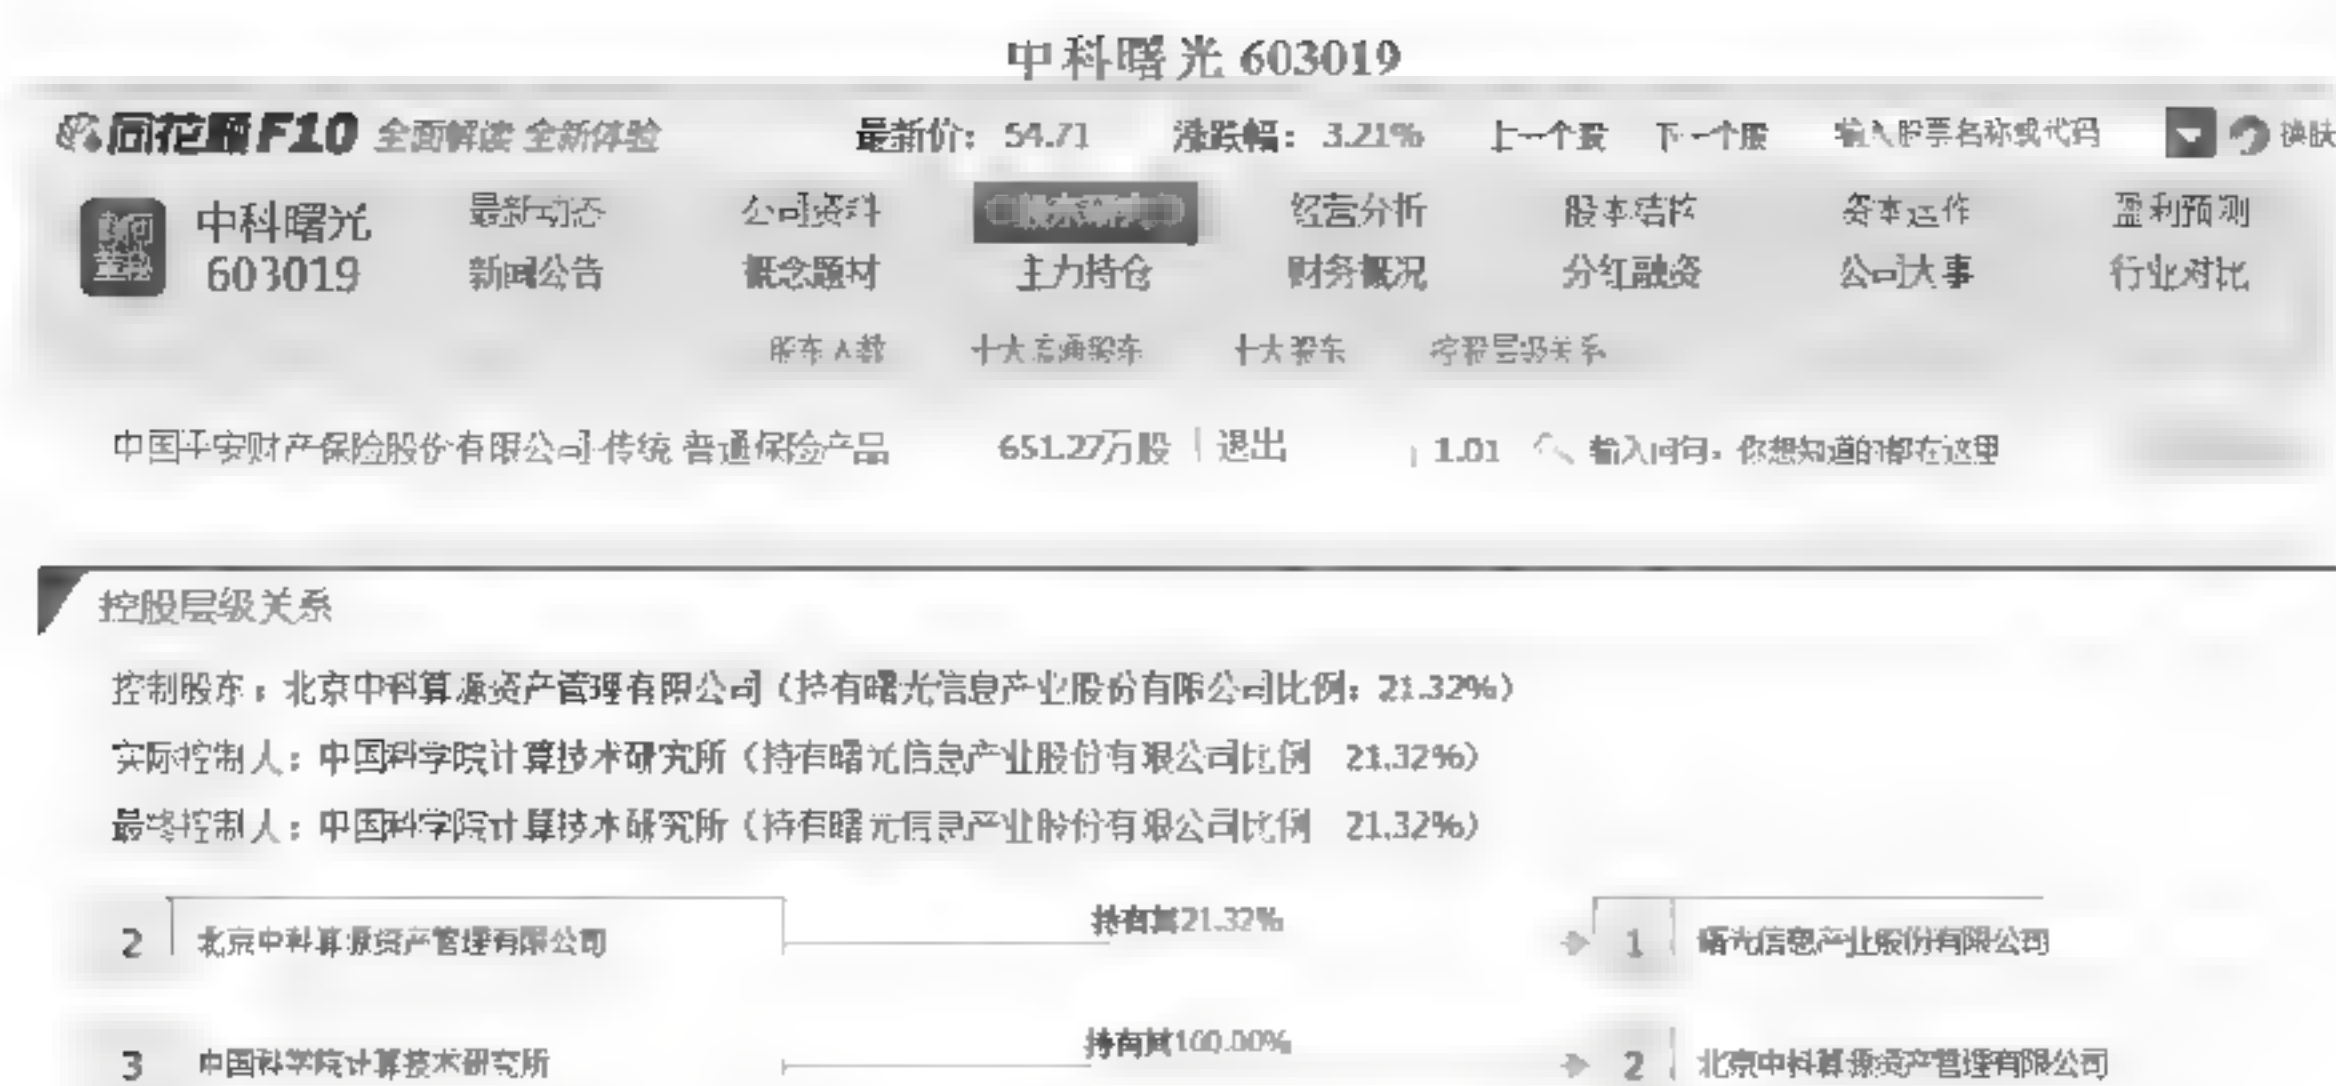 中科曙光 603019
同花顺F10 全面解读 全新体验 最新价：54.71 涨跌幅：3.21% 上一个股 下一个股 输入股票名称或代码 换肤
中科曙光 最新动态 公司资料 股东研究 经营分析 股本结构 资本运作 盈利预测
603019 新闻公告 概念题材 主力持仓 财务概况 分红融资 公司大事 行业对比
股东人数 十大流通股东 十大股东 控股层级关系
中国平安财产保险股份有限公司-传统-普通保险产品 651.27万股 退出 1.01 输入问句，你想知道的都在这里
控股层级关系
控制股东：北京中科算源资产管理有限公司（持有曙光信息产业股份有限公司比例：21.32%）
实际控制人：中国科学院计算技术研究所（持有曙光信息产业股份有限公司比例 21.32%）
最终控制人：中国科学院计算技术研究所（持有曙光信息产业股份有限公司比例 21.32%）
2 北京中科算源资产管理有限公司 持有其21.32% 1 曙光信息产业股份有限公司
3 中国科学院计算技术研究所 持有其100.00% 2 北京中科算源资产管理有限公司